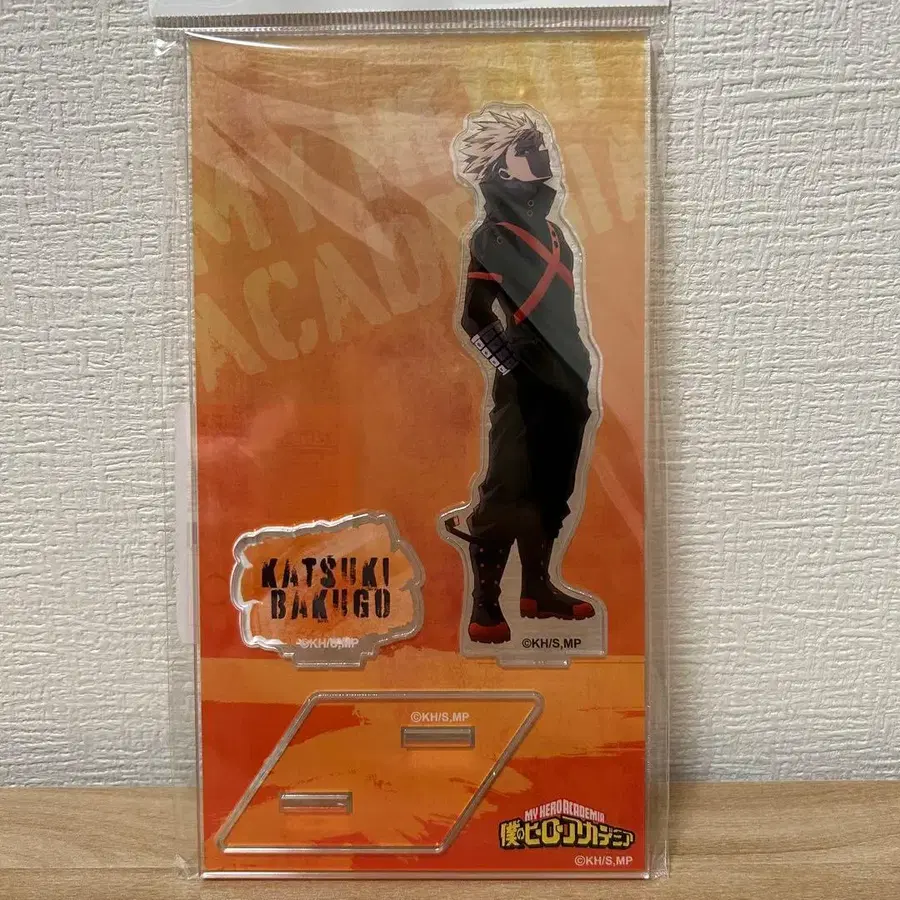 MY HERO
ACADEMIA
KATSUKI
BAKUGO
©KH/S,MP
©KH/S,MP
©KH/S,MP
MY HERO ACADEMIA
僕のヒーローアカデミア
©KH/S,MP